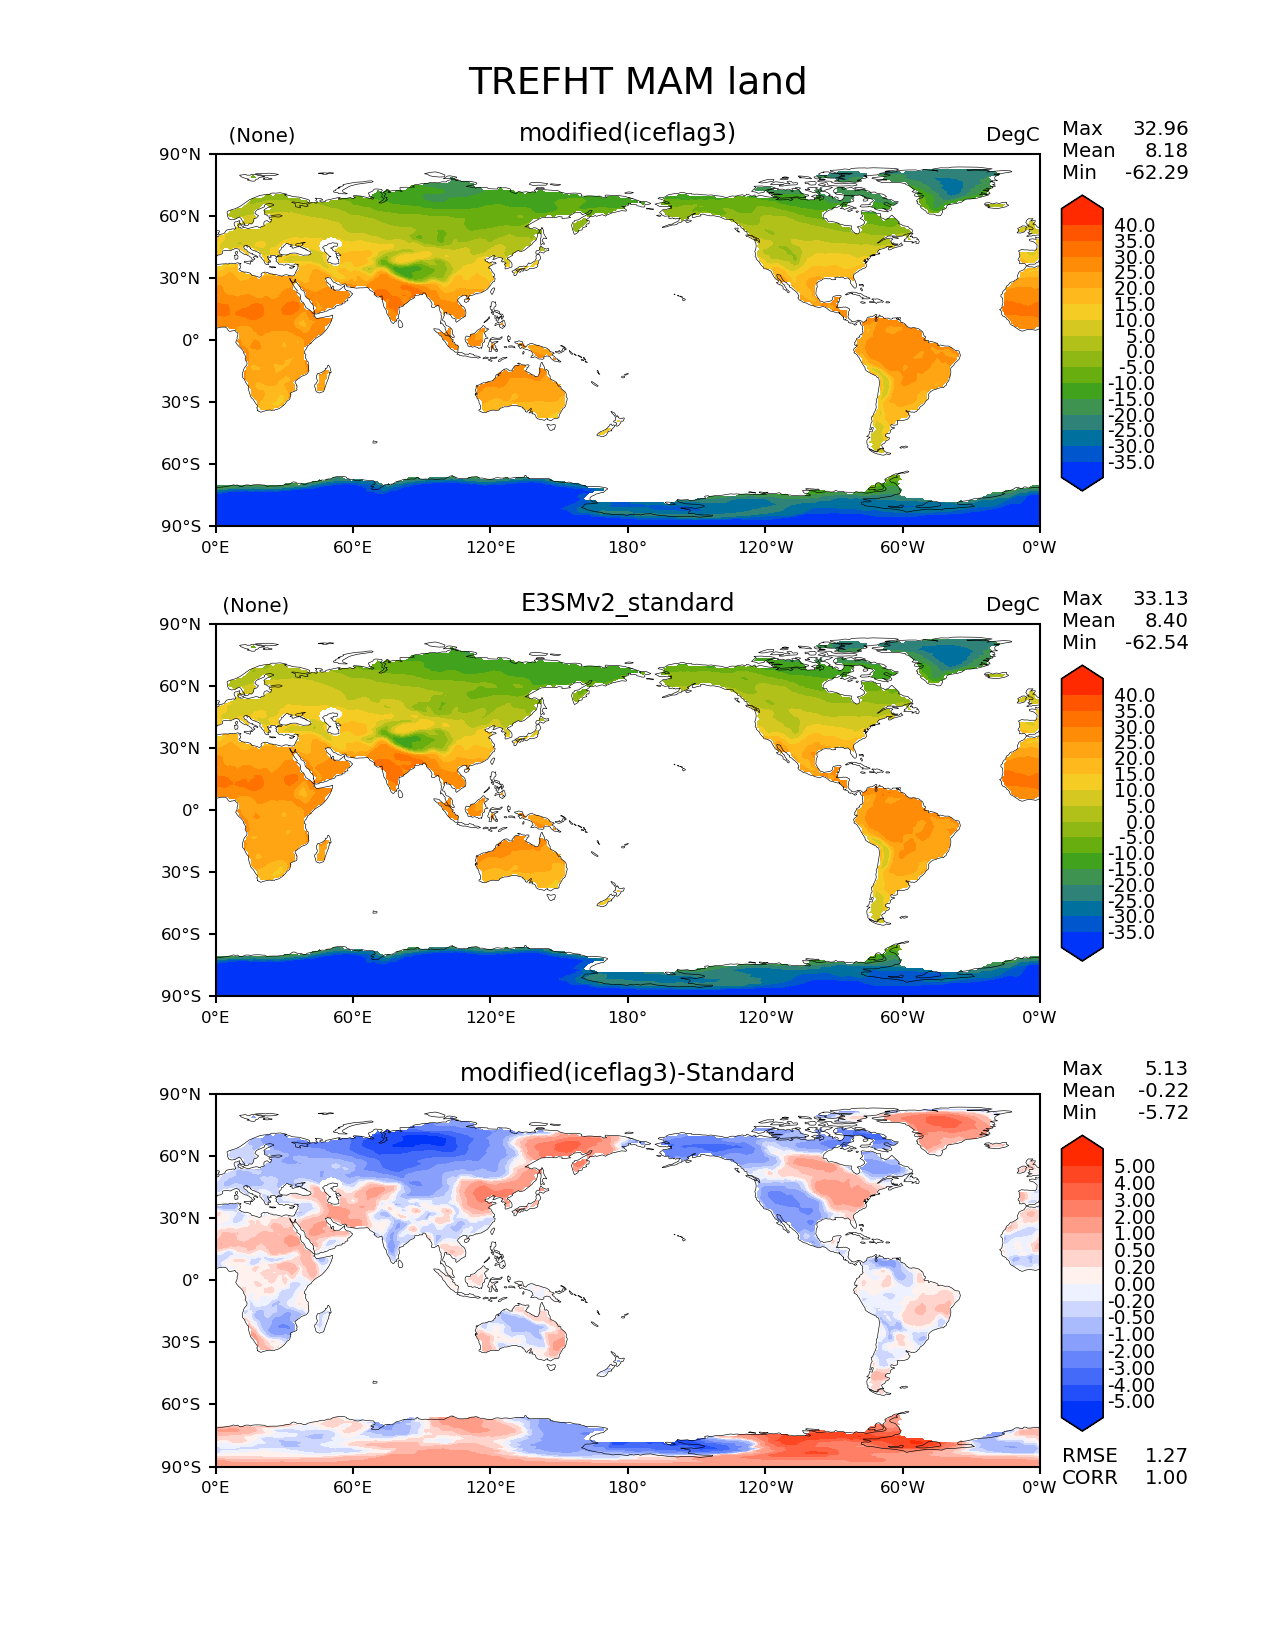 TREFHT MAM land
(None) modified(iceflag3) DegC
Max 32.96
Mean 8.18
Min -62.29
90°N
60°N
30°N
0°
30°S
60°S
90°S
0°E 60°E 120°E 180° 120°W 60°W 0°W
40.0
35.0
30.0
25.0
20.0
15.0
10.0
5.0
0.0
-5.0
-10.0
-15.0
-20.0
-25.0
-30.0
-35.0
(None) E3SMv2_standard DegC
Max 33.13
Mean 8.40
Min -62.54
90°N
60°N
30°N
0°
30°S
60°S
90°S
0°E 60°E 120°E 180° 120°W 60°W 0°W
40.0
35.0
30.0
25.0
20.0
15.0
10.0
5.0
0.0
-5.0
-10.0
-15.0
-20.0
-25.0
-30.0
-35.0
modified(iceflag3)-Standard
Max 5.13
Mean -0.22
Min -5.72
90°N
60°N
30°N
0°
30°S
60°S
90°S
0°E 60°E 120°E 180° 120°W 60°W 0°W
5.00
4.00
3.00
2.00
1.00
0.50
0.20
0.00
-0.20
-0.50
-1.00
-2.00
-3.00
-4.00
-5.00
RMSE 1.27
CORR 1.00